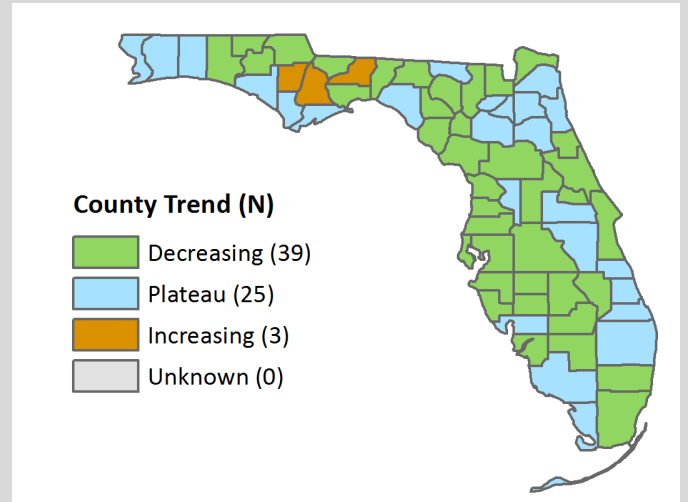 County Trend (N)
Decreasing (39)
Plateau (25)
Increasing (3)
Unknown (0)